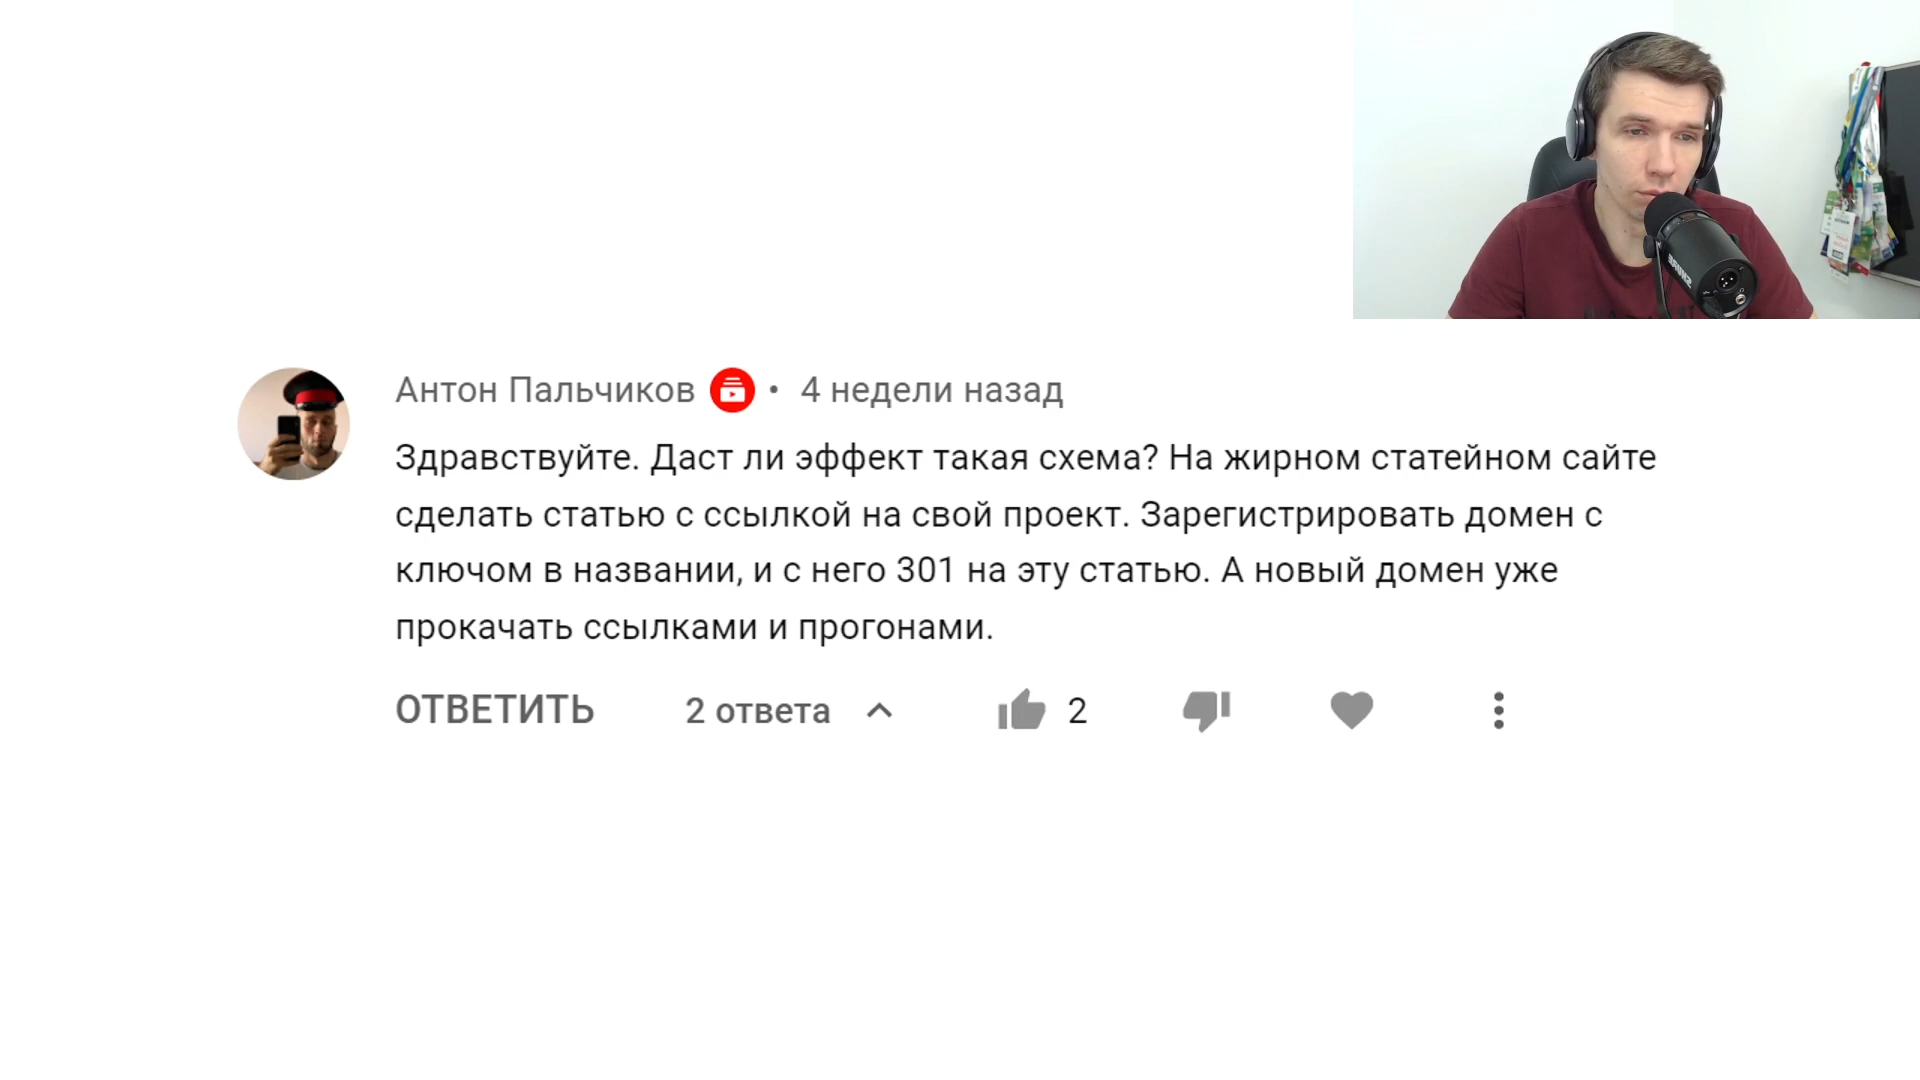 SHURE
Антон Пальчиков • 4 недели назад
Здравствуйте. Даст ли эффект такая схема? На жирном статейном сайте
сделать статью с ссылкой на свой проект. Зарегистрировать домен с
ключом в названии, и с него 301 на эту статью. А новый домен уже
прокачать ссылками и прогонами.
ОТВЕТИТЬ 2 ответа 2